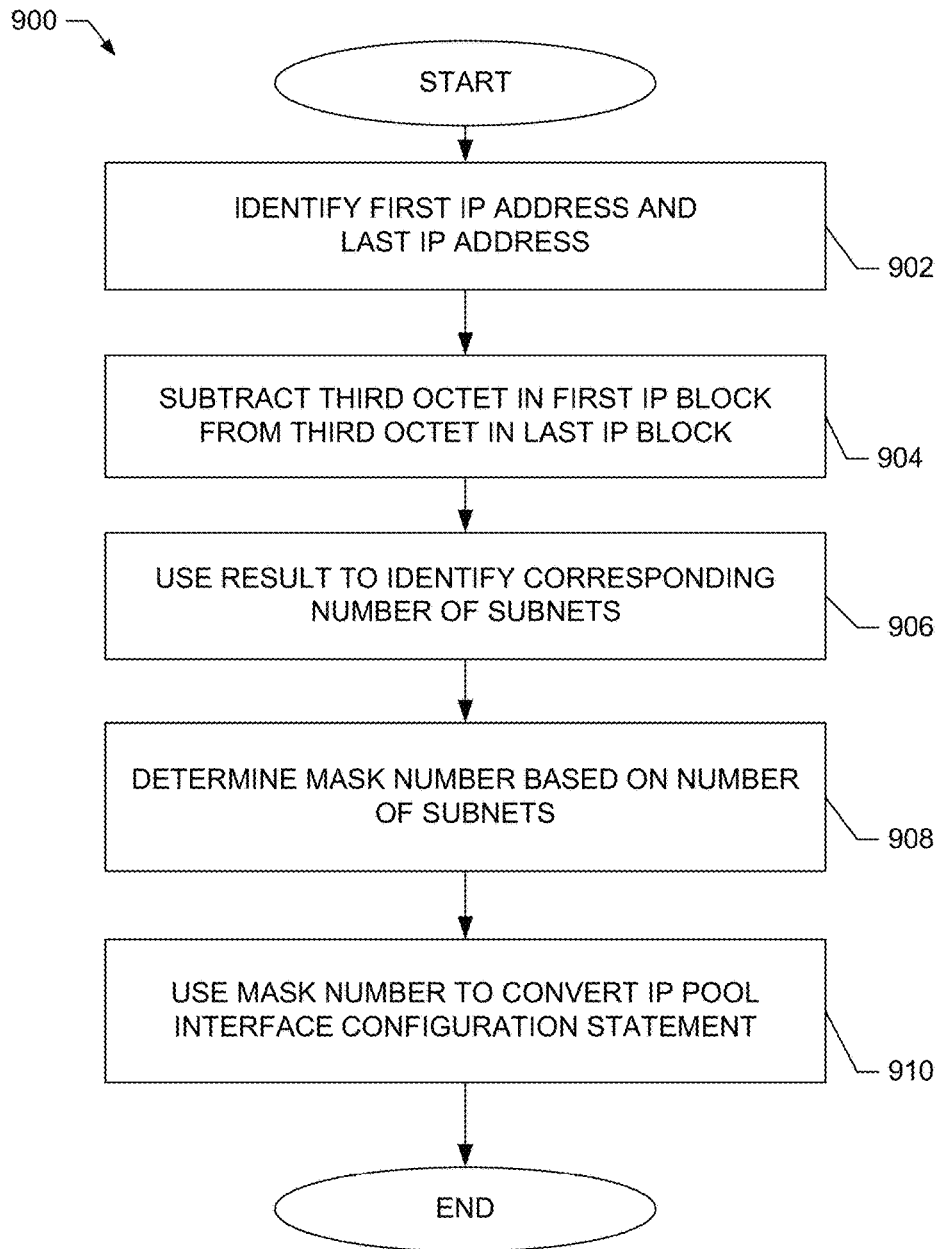 900
START
IDENTIFY FIRST IP ADDRESS AND
LAST IP ADDRESS
902
SUBTRACT THIRD OCTET IN FIRST IP BLOCK
FROM THIRD OCTET IN LAST IP BLOCK
904
USE RESULT TO IDENTIFY CORRESPONDING
NUMBER OF SUBNETS
906
DETERMINE MASK NUMBER BASED ON NUMBER
OF SUBNETS
908
USE MASK NUMBER TO CONVERT IP POOL
INTERFACE CONFIGURATION STATEMENT
910
END